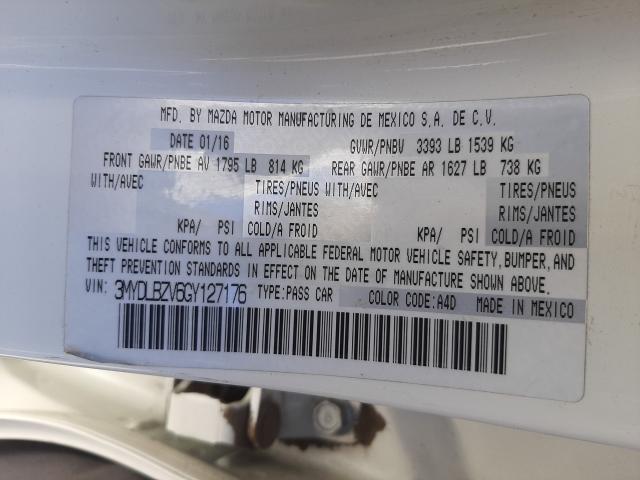 MFD. BY MAZDA MOTOR MANUFACTURING DE MEXICO S.A. DE C.V.
DATE 01/16 GVWR/PNBV 3393 LB 1539 KG
FRONT GAWR/PNBE AV 1795 LB 814 KG REAR GAWR/PNBE AR 1627 LB 738 KG
WITH/AVEC TIRES/PNEUS WITH/AVEC TIRES/PNEUS
RIMS/JANTES RIMS/JANTES
KPA/ PSI COLD/A FROID KPA/ PSI COLD/A FROID
THIS VEHICLE CONFORMS TO ALL APPLICABLE FEDERAL MOTOR VEHICLE SAFETY, BUMPER, AND
THEFT PREVENTION STANDARDS IN EFFECT ON THE DATE OF MANUFACTURE SHOWN ABOVE.
VIN: 3MYDLBZV6GY127176 TYPE:PASS CAR COLOR CODE:A4D MADE IN MEXICO